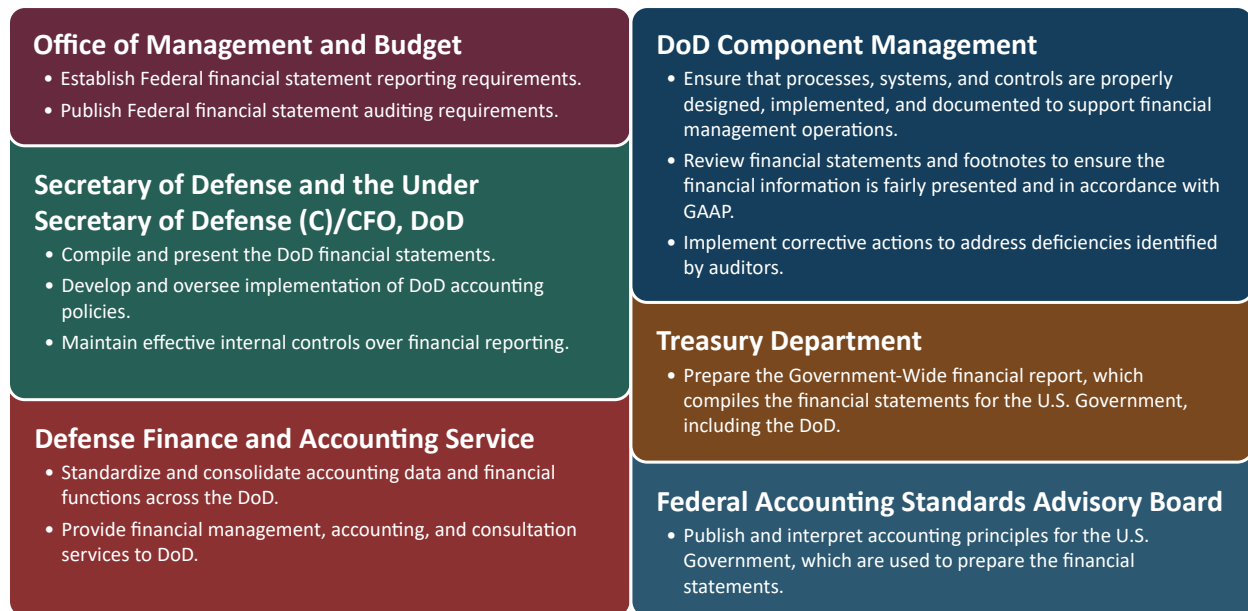 Office of Management and Budget
• Establish Federal financial statement reporting requirements.
• Publish Federal financial statement auditing requirements.
Secretary of Defense and the Under
Secretary of Defense (C)/CFO, DoD
• Compile and present the DoD financial statements.
• Develop and oversee implementation of DoD accounting
policies.
• Maintain effective internal controls over financial reporting.
Defense Finance and Accounting Service
• Standardize and consolidate accounting data and financial
functions across the DoD.
• Provide financial management, accounting, and consultation
services to DoD.
DoD Component Management
• Ensure that processes, systems, and controls are properly
designed, implemented, and documented to support financial
management operations.
• Review financial statements and footnotes to ensure the
financial information is fairly presented and in accordance with
GAAP.
• Implement corrective actions to address deficiencies identified
by auditors.
Treasury Department
• Prepare the Government-Wide financial report, which
compiles the financial statements for the U.S. Government,
including the DoD.
Federal Accounting Standards Advisory Board
• Publish and interpret accounting principles for the U.S.
Government, which are used to prepare the financial
statements.